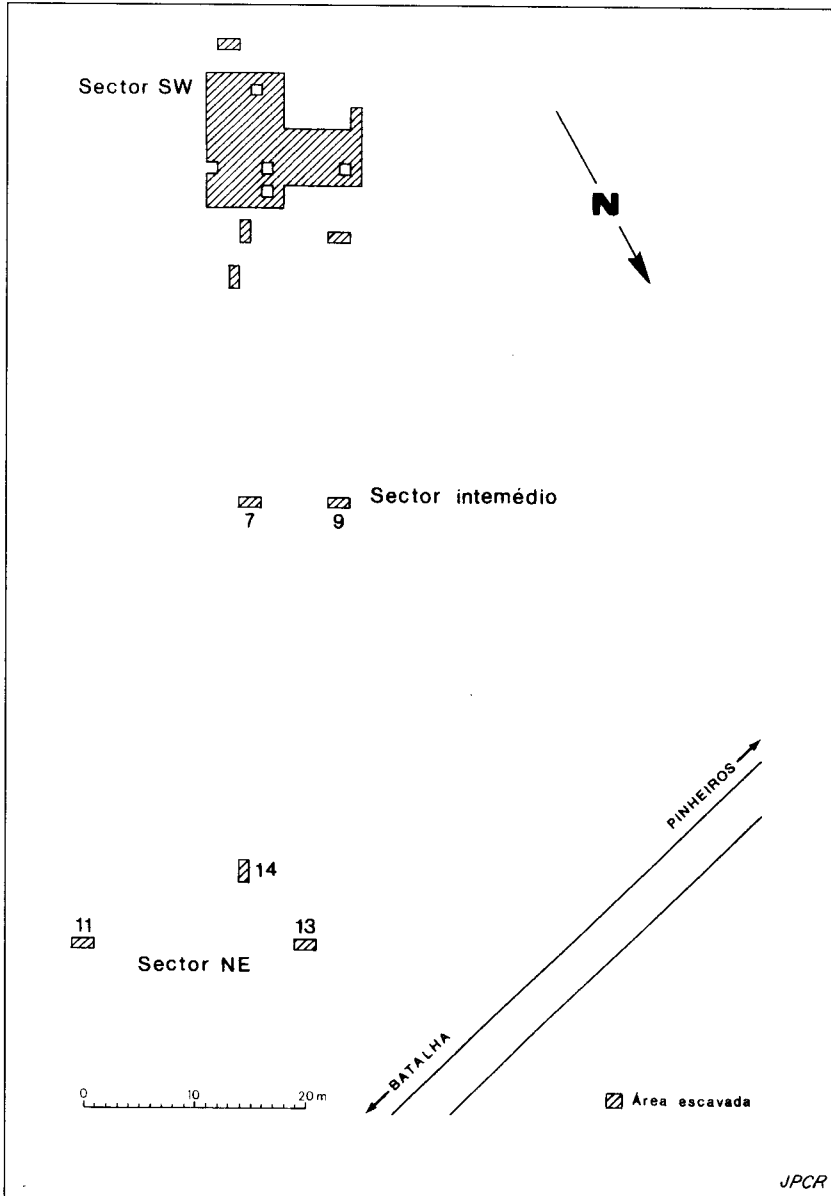 Sector SW
N
Sector intemédio
7
9
PINHEIROS
14
11
13
Sector NE
BATALHA
0 10 20 m
Área escavada
JPCR